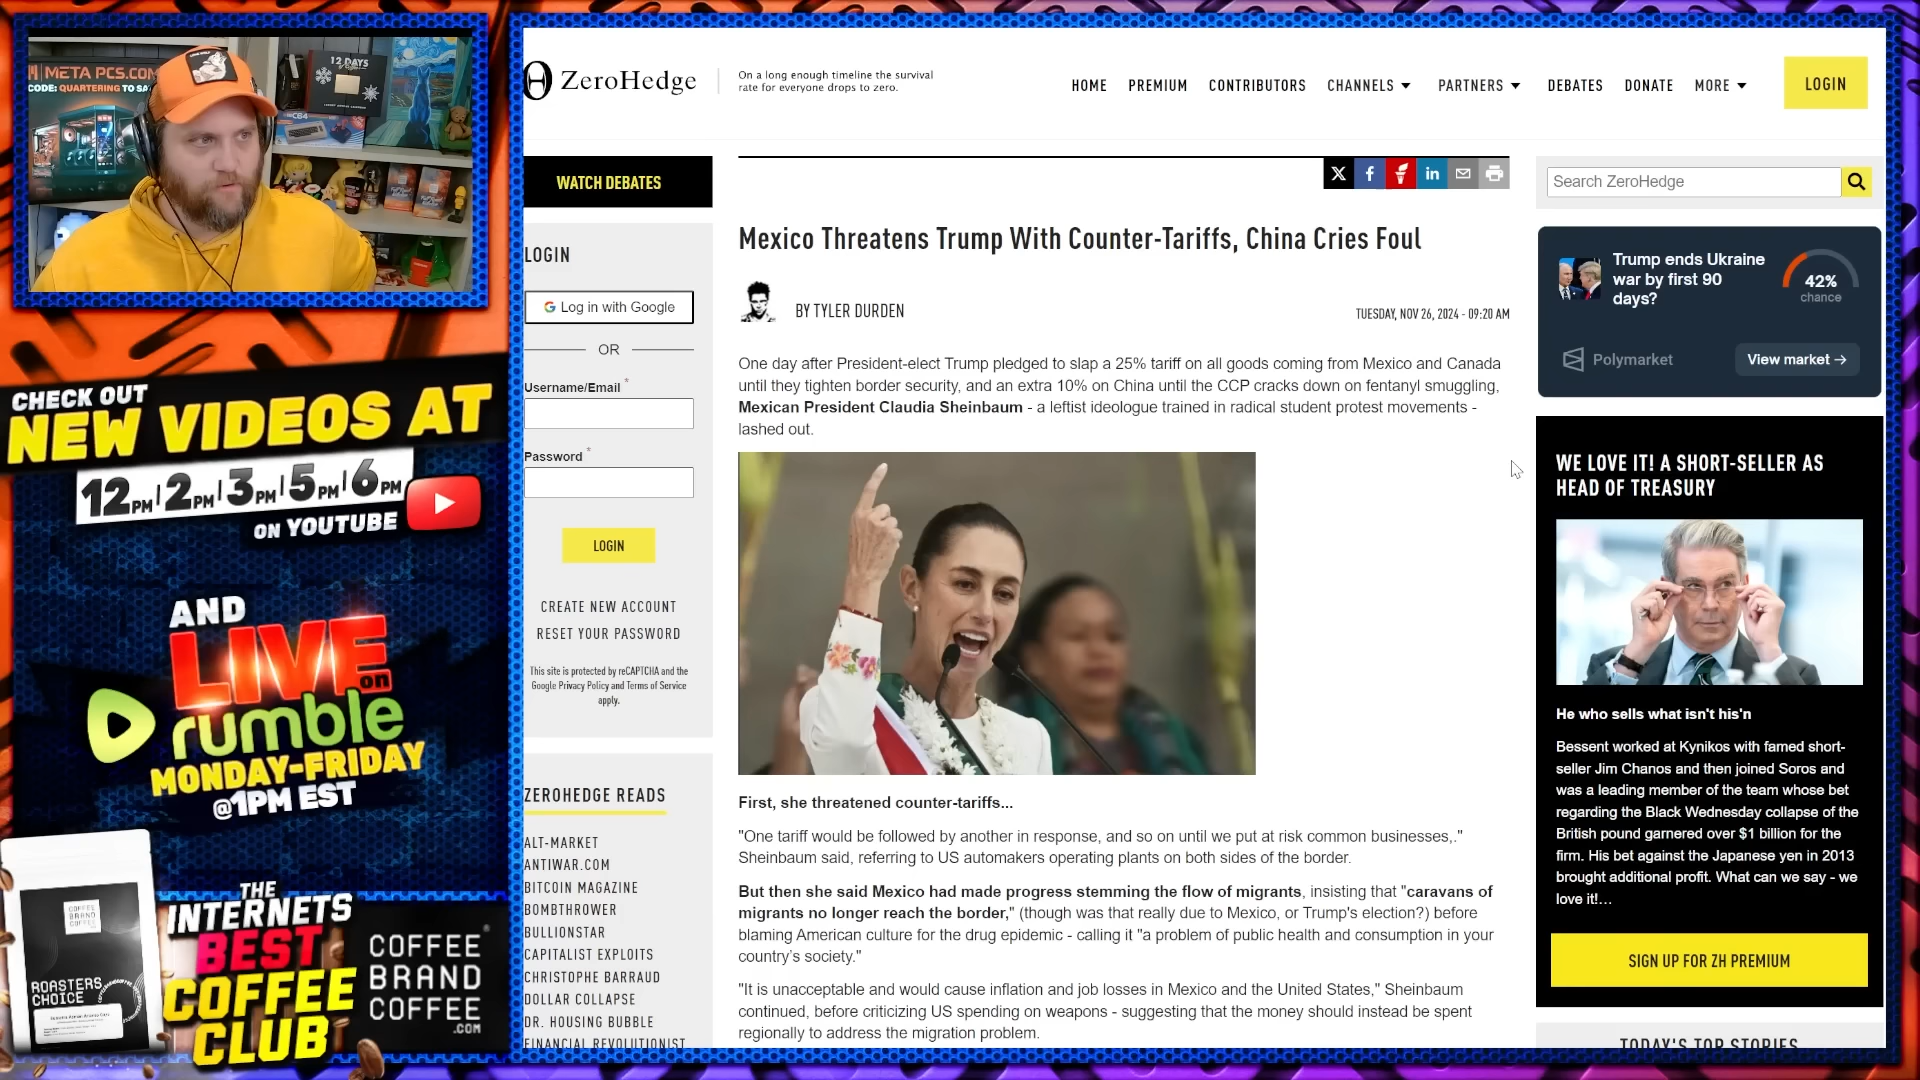 META PCS.COM
CODE: QUARTERING TO SA
12 DAYS
C64
CHECK OUT
NEW VIDEOS AT
12PM | 2PM | 3PM | 5PM | 6PM
ON YOUTUBE
AND
LIVE
on
rumble
MONDAY-FRIDAY
@1PM EST
COFFEE
BRAND
COFFEE
ROASTERS
CHOICE
THE
INTERNETS
BEST
COFFEE
CLUB
COFFEE
BRAND
COFFEE
.COM
ZeroHedge
On a long enough timeline the survival
rate for everyone drops to zero.
HOME PREMIUM CONTRIBUTORS CHANNELS PARTNERS DEBATES DONATE MORE
LOGIN
WATCH DEBATES
LOGIN
Log in with Google
OR
Username/Email *
Password *
LOGIN
CREATE NEW ACCOUNT
RESET YOUR PASSWORD
This site is protected by reCAPTCHA and the
Google Privacy Policy and Terms of Service
apply.
ZEROHEDGE READS
ALT-MARKET
ANTIWAR.COM
BITCOIN MAGAZINE
BOMBTHROWER
BULLIONSTAR
CAPITALIST EXPLOITS
CHRISTOPHE BARRAUD
DOLLAR COLLAPSE
DR. HOUSING BUBBLE
FINANCIAL REVOLUTIONIST
Mexico Threatens Trump With Counter-Tariffs, China Cries Foul
BY TYLER DURDEN
TUESDAY, NOV 26, 2024 - 09:20 AM
One day after President-elect Trump pledged to slap a 25% tariff on all goods coming from Mexico and Canada
until they tighten border security, and an extra 10% on China until the CCP cracks down on fentanyl smuggling,
Mexican President Claudia Sheinbaum - a leftist ideologue trained in radical student protest movements -
lashed out.
First, she threatened counter-tariffs...
"One tariff would be followed by another in response, and so on until we put at risk common businesses,."
Sheinbaum said, referring to US automakers operating plants on both sides of the border.
But then she said Mexico had made progress stemming the flow of migrants, insisting that "caravans of
migrants no longer reach the border," (though was that really due to Mexico, or Trump's election?) before
blaming American culture for the drug epidemic - calling it "a problem of public health and consumption in your
country's society."
"It is unacceptable and would cause inflation and job losses in Mexico and the United States," Sheinbaum
continued, before criticizing US spending on weapons - suggesting that the money should instead be spent
regionally to address the migration problem.
Search ZeroHedge
Trump ends Ukraine
war by first 90
days?
42%
chance
Polymarket
View market →
WE LOVE IT! A SHORT-SELLER AS
HEAD OF TREASURY
He who sells what isn't his'n
Bessent worked at Kynikos with famed short-
seller Jim Chanos and then joined Soros and
was a leading member of the team whose bet
regarding the Black Wednesday collapse of the
British pound garnered over $1 billion for the
firm. His bet against the Japanese yen in 2013
brought additional profit. What can we say - we
love it!…
SIGN UP FOR ZH PREMIUM
TODAY'S TOP STORIES